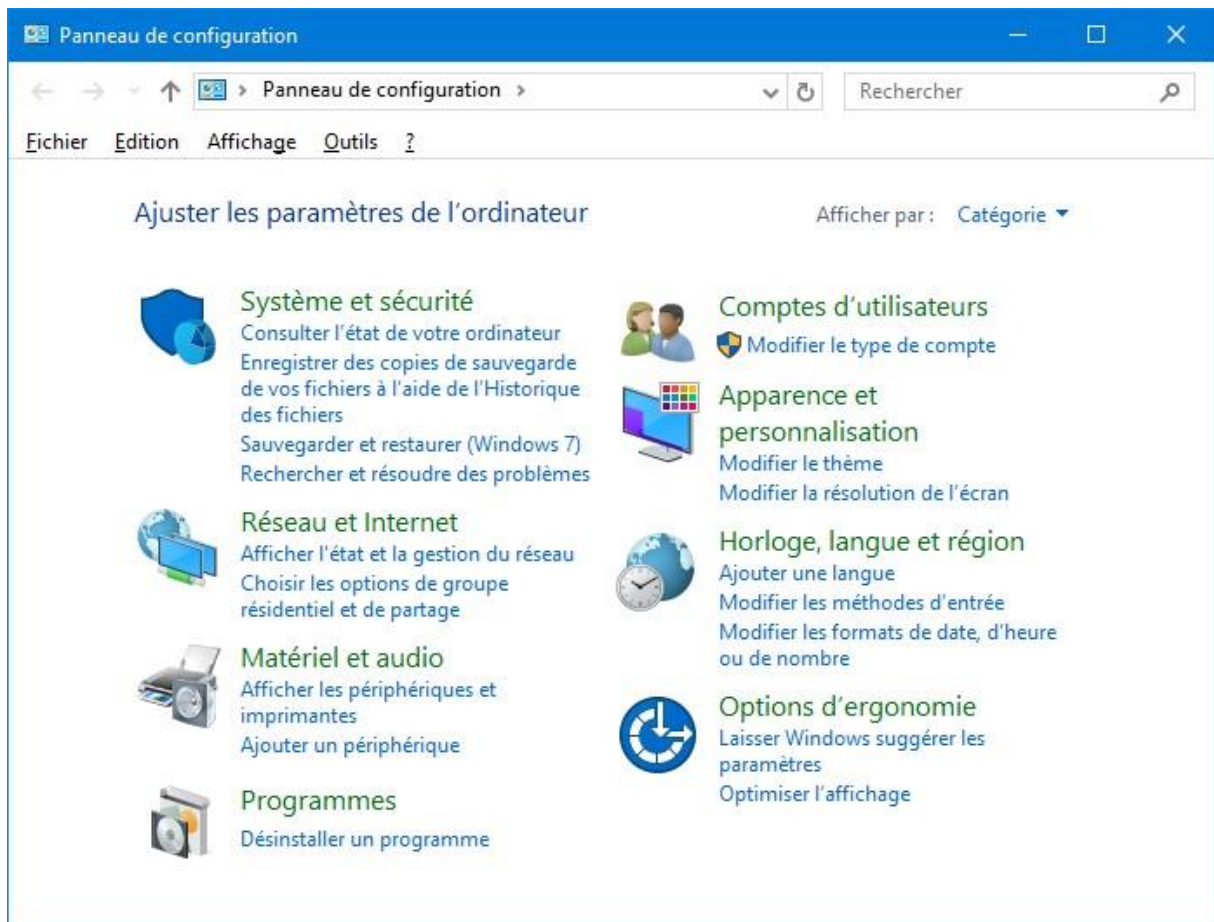 Panneau de configuration
Panneau de configuration
Rechercher
Fichier Edition Affichage Outils ?
Ajuster les paramètres de l'ordinateur
Afficher par : Catégorie
Système et sécurité
Consulter l'état de votre ordinateur
Enregistrer des copies de sauvegarde
de vos fichiers à l'aide de l'Historique
des fichiers
Sauvegarder et restaurer (Windows 7)
Rechercher et résoudre des problèmes
Réseau et Internet
Afficher l'état et la gestion du réseau
Choisir les options de groupe
résidentiel et de partage
Matériel et audio
Afficher les périphériques et
imprimantes
Ajouter un périphérique
Programmes
Désinstaller un programme
Comptes d'utilisateurs
Modifier le type de compte
Apparence et
personnalisation
Modifier le thème
Modifier la résolution de l'écran
Horloge, langue et région
Ajouter une langue
Modifier les méthodes d'entrée
Modifier les formats de date, d'heure
ou de nombre
Options d'ergonomie
Laisser Windows suggérer les
paramètres
Optimiser l'affichage